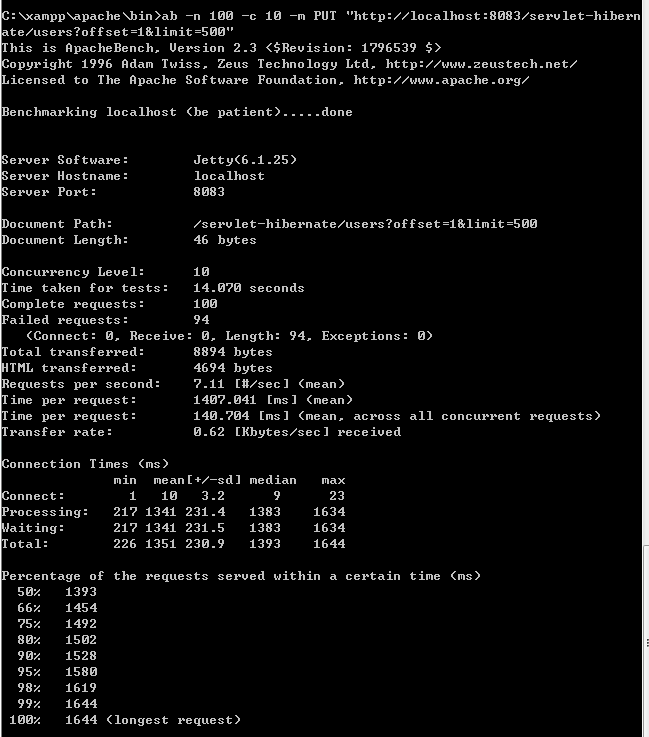 C:\xampp\apache\bin>ab -n 100 -c 10 -m PUT "http://localhost:8083/servlet-hibern
ate/users?offset=1&limit=500"
This is ApacheBench, Version 2.3 <$Revision: 1796539 $>
Copyright 1996 Adam Twiss, Zeus Technology Ltd, http://www.zeustech.net/
Licensed to The Apache Software Foundation, http://www.apache.org/

Benchmarking localhost (be patient).....done


Server Software:        Jetty(6.1.25)
Server Hostname:        localhost
Server Port:            8083

Document Path:          /servlet-hibernate/users?offset=1&limit=500
Document Length:        46 bytes

Concurrency Level:      10
Time taken for tests:   14.070 seconds
Complete requests:      100
Failed requests:        94
   (Connect: 0, Receive: 0, Length: 94, Exceptions: 0)
Total transferred:      8894 bytes
HTML transferred:       4694 bytes
Requests per second:    7.11 [#/sec] (mean)
Time per request:       1407.041 [ms] (mean)
Time per request:       140.704 [ms] (mean, across all concurrent requests)
Transfer rate:          0.62 [Kbytes/sec] received

Connection Times (ms)
              min  mean[+/-sd] median   max
Connect:        1   10   3.2      9      23
Processing:   217 1341 231.4   1383    1634
Waiting:      217 1341 231.5   1383    1634
Total:        226 1351 230.9   1393    1644

Percentage of the requests served within a certain time (ms)
  50%   1393
  66%   1454
  75%   1492
  80%   1502
  90%   1528
  95%   1580
  98%   1619
  99%   1644
 100%   1644 (longest request)